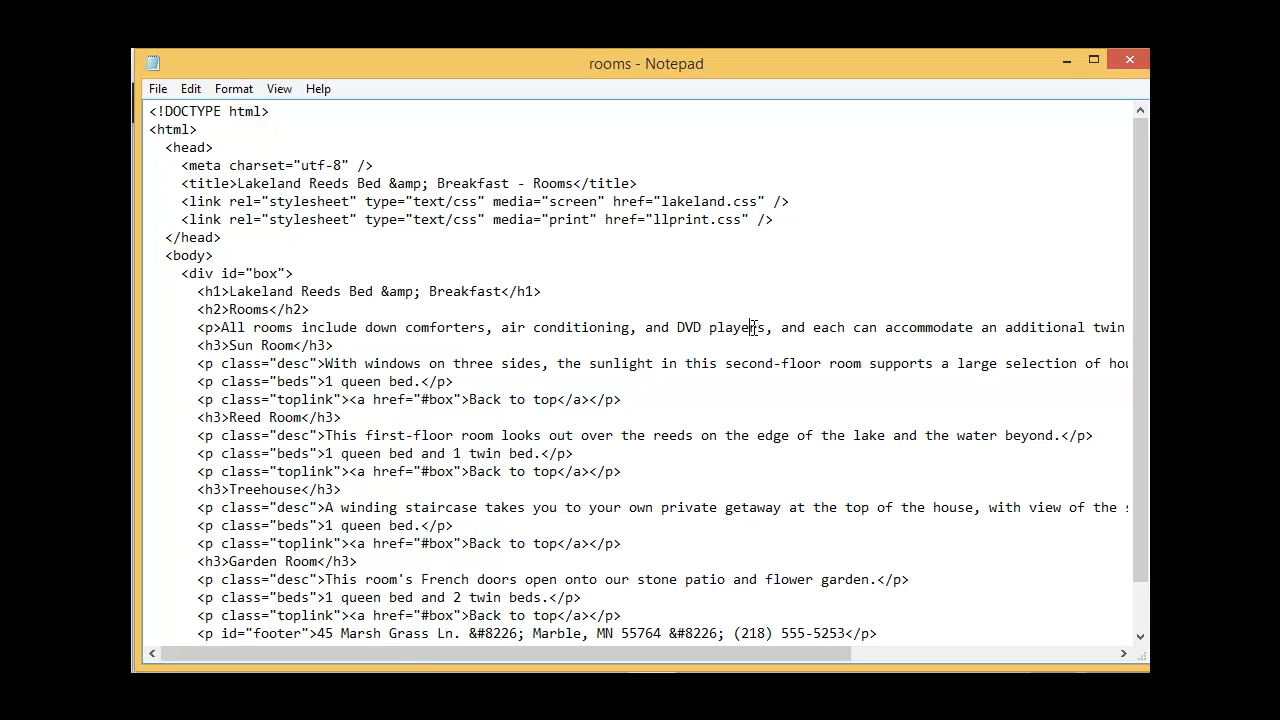 rooms - Notepad
File Edit Format View Help
<!DOCTYPE html>
<html>
<head>
<meta charset="utf-8" />
<title>Lakeland Reeds Bed &amp; Breakfast - Rooms</title>
<link rel="stylesheet" type="text/css" media="screen" href="lakeland.css" />
<link rel="stylesheet" type="text/css" media="print" href="llprint.css" />
</head>
<body>
<div id="box">
<h1>Lakeland Reeds Bed &amp; Breakfast</h1>
<h2>Rooms</h2>
<p>All rooms include down comforters, air conditioning, and DVD players, and each can accommodate an additional twin
<h3>Sun Room</h3>
<p class="desc">With windows on three sides, the sunlight in this second-floor room supports a large selection of
<p class="beds">1 queen bed.</p>
<p class="toplink"><a href="#box">Back to top</a></p>
<h3>Reed Room</h3>
<p class="desc">This first-floor room looks out over the reeds on the edge of the lake and the water beyond.</p>
<p class="beds">1 queen bed and 1 twin bed.</p>
<p class="toplink"><a href="#box">Back to top</a></p>
<h3>Treehouse</h3>
<p class="desc">A winding staircase takes you to your own private getaway at the top of the house, with view of the
<p class="beds">1 queen bed.</p>
<p class="toplink"><a href="#box">Back to top</a></p>
<h3>Garden Room</h3>
<p class="desc">This room's French doors open onto our stone patio and flower garden.</p>
<p class="beds">1 queen bed and 2 twin beds.</p>
<p class="toplink"><a href="#box">Back to top</a></p>
<p id="footer">45 Marsh Grass Ln. &#8226; Marble, MN 55764 &#8226; (218) 555-5253</p>